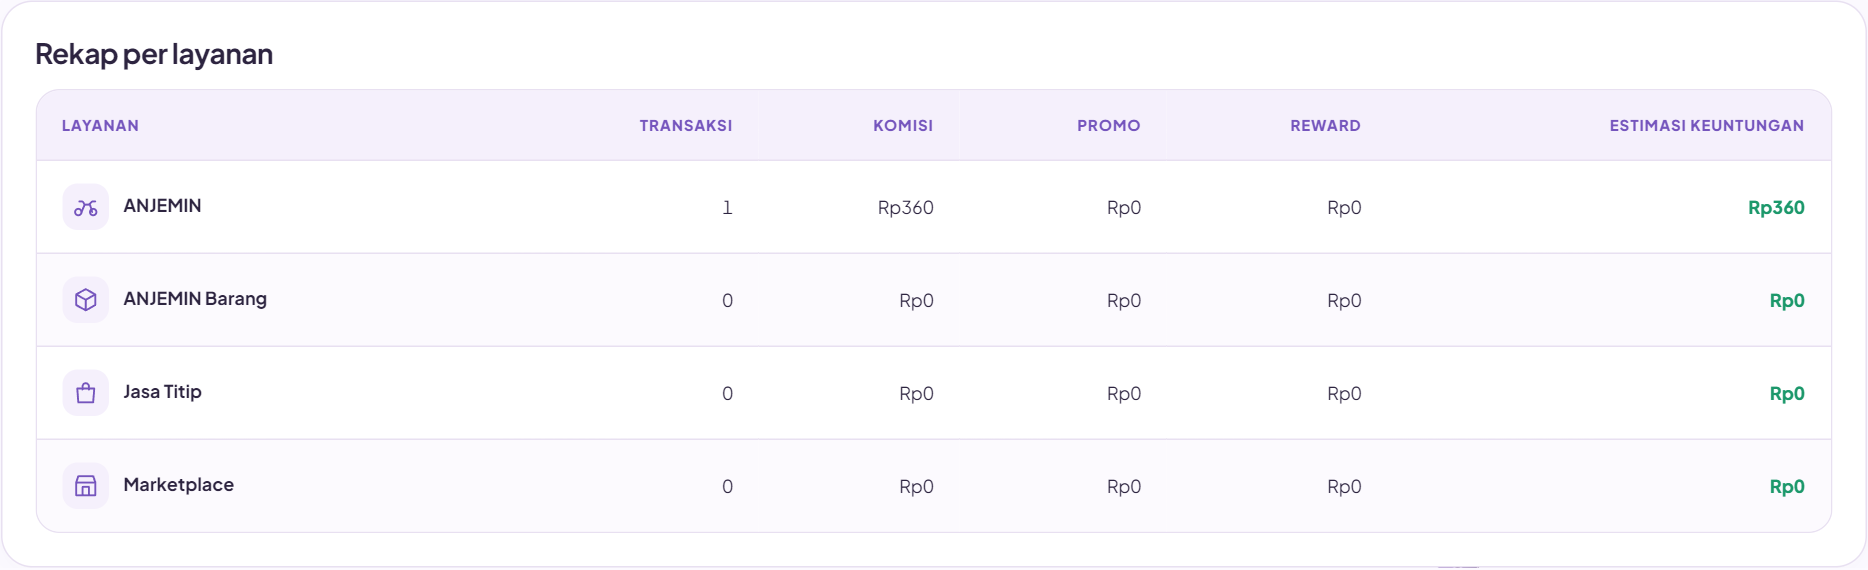 Rekap per layanan
LAYANAN TRANSAKSI KOMISI PROMO REWARD ESTIMASI KEUNTUNGAN
ANJEMIN 1 Rp360 Rp0 Rp0 Rp360
ANJEMIN Barang 0 Rp0 Rp0 Rp0 Rp0
Jasa Titip 0 Rp0 Rp0 Rp0 Rp0
Marketplace 0 Rp0 Rp0 Rp0 Rp0